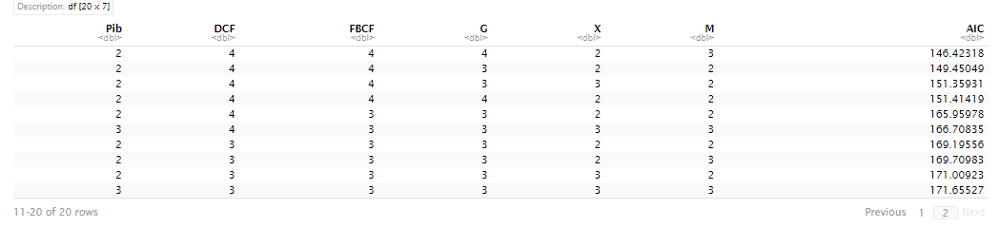 Description: df [20 x 7]
Pib DCF FBCF G X M AIC
<dbl> <dbl> <dbl> <dbl> <dbl> <dbl> <dbl>
2 4 4 4 2 3 146.42318
2 4 4 3 2 2 149.45049
2 4 4 3 3 2 151.35931
2 4 4 4 2 2 151.41419
2 4 3 3 2 2 165.95978
3 4 3 3 3 3 166.70835
2 3 3 3 2 2 169.19556
2 3 3 3 2 3 169.70983
2 3 3 3 3 2 171.00923
3 3 3 3 3 3 171.65527
11-20 of 20 rows Previous 1 2 Next